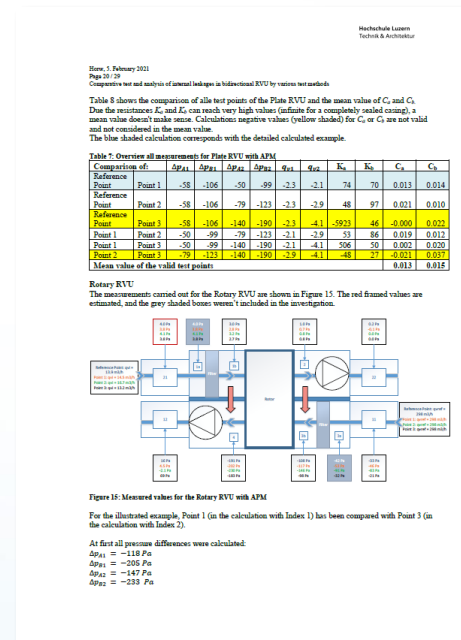 Hochschule Luzern
Technik & Architektur
Horw, 5. February 2021
Page 20 / 29
Comparative test and analysis of internal leakages in bidirectional RVU by various test methods
Table 8 shows the comparison of alle test points of the Plate RVU and the mean value of Ca and Cb.
Due the resistances Ka and Kb can reach very high values (infinite for a completely sealed casing), a
mean value doesn't make sense. Calculations negative values (yellow shaded) for Ca or Cb are not valid
and not considered in the mean value.
The blue shaded calculation corresponds with the detailed calculated example.
Table 7: Overview all measurements for Plate RVU with APM
Comparison of: ΔpA1 ΔpB1 ΔpA2 ΔpB2 qv1 qv2 Ka Kb Ca Cb
Reference
Point Point 1 -58 -106 -50 -99 -2.3 -2.1 74 70 0.013 0.014
Reference
Point Point 2 -58 -106 -79 -123 -2.3 -2.9 48 97 0.021 0.010
Reference
Point Point 3 -58 -106 -140 -190 -2.3 -4.1 -5923 46 -0.000 0.022
Point 1 Point 2 -50 -99 -79 -123 -2.1 -2.9 53 86 0.019 0.012
Point 1 Point 3 -50 -99 -140 -190 -2.1 -4.1 506 50 0.002 0.020
Point 2 Point 3 -79 -123 -140 -190 -2.9 -4.1 -48 27 -0.021 0.037
Mean value of the valid test points 0.013 0.015
Rotary RVU
The measurements carried out for the Rotary RVU are shown in Figure 15. The red framed values are
estimated, and the grey shaded boxes weren't included in the investigation.
Rotor
Figure 15: Measured values for the Rotary RVU with APM
For the illustrated example, Point 1 (in the calculation with Index 1) has been compared with Point 3 (in
the calculation with Index 2).
At first all pressure differences were calculated:
ΔpA1 = −118 Pa
ΔpB1 = −205 Pa
ΔpA2 = −147 Pa
ΔpB2 = −233 Pa